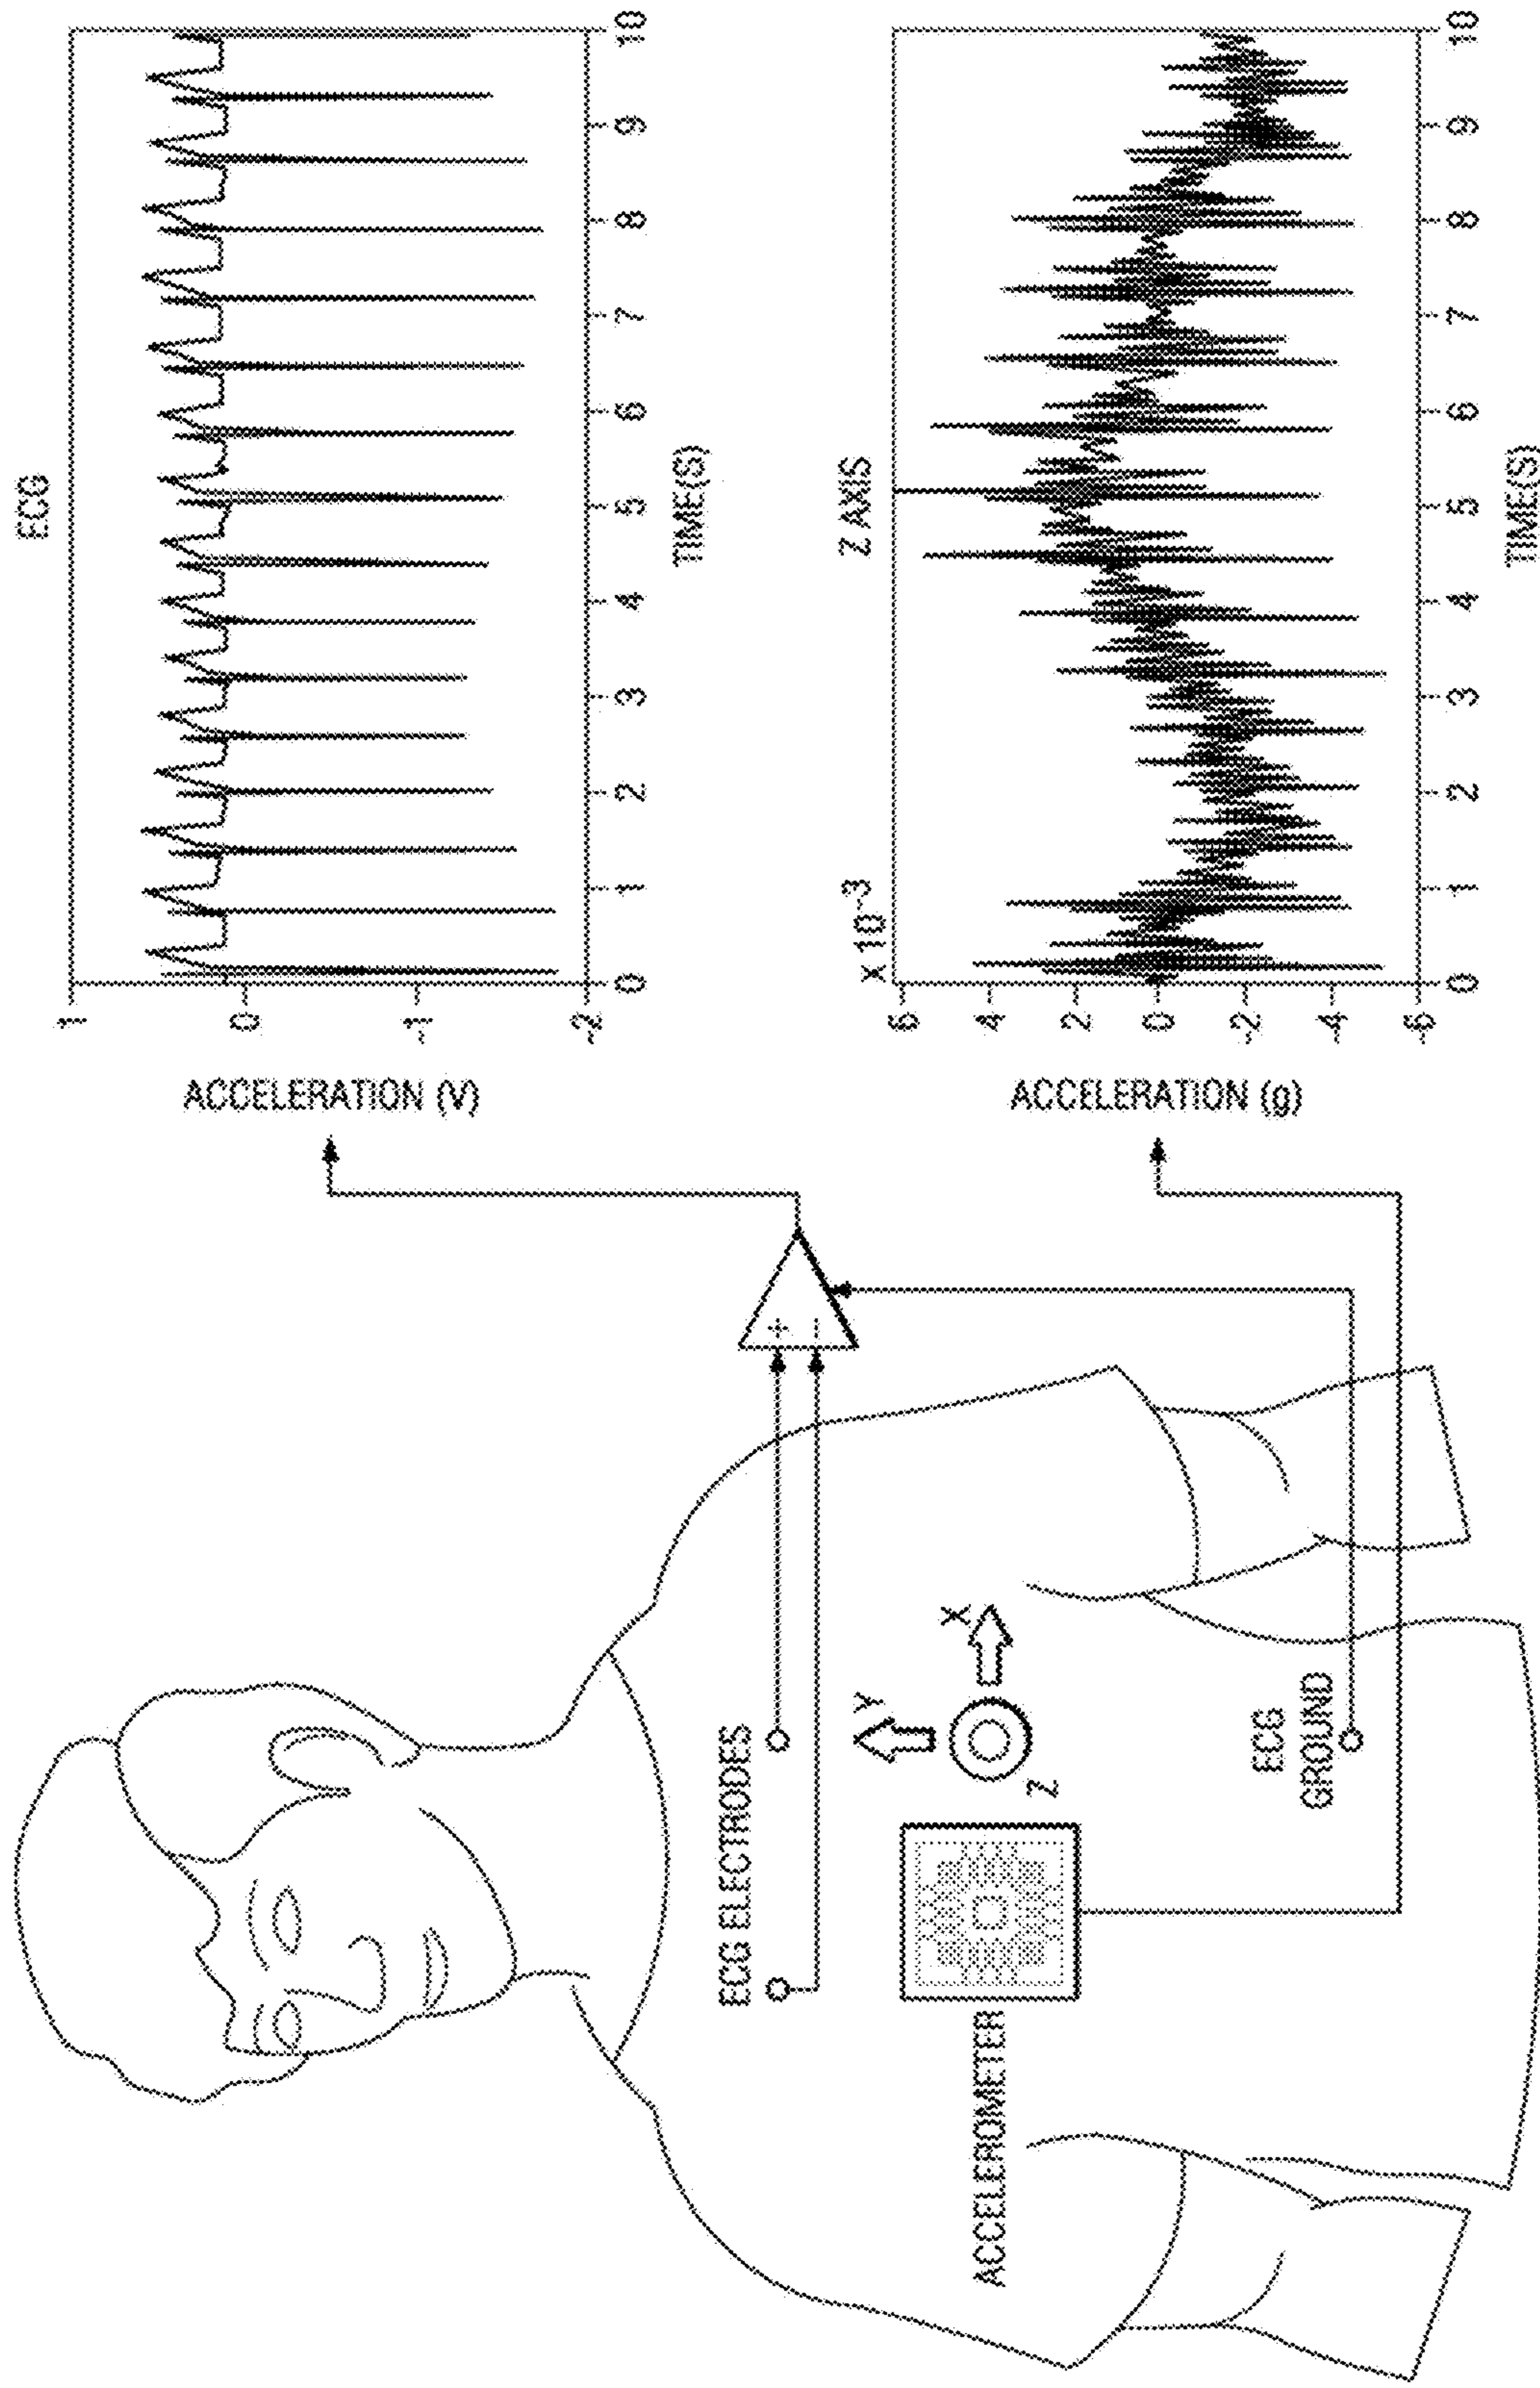 ECG ELECTRODES
+
−
Y
X
Z
ACCELEROMETER
ECG
GROUND
ECG
ACCELERATION (V)
1
0
-1
-2
0 1 2 3 4 5 6 7 8 9 10
TIME(S)
Z AXIS
x 10-3
ACCELERATION (g)
6
4
2
0
-2
-4
-6
0 1 2 3 4 5 6 7 8 9 10
TIME(S)